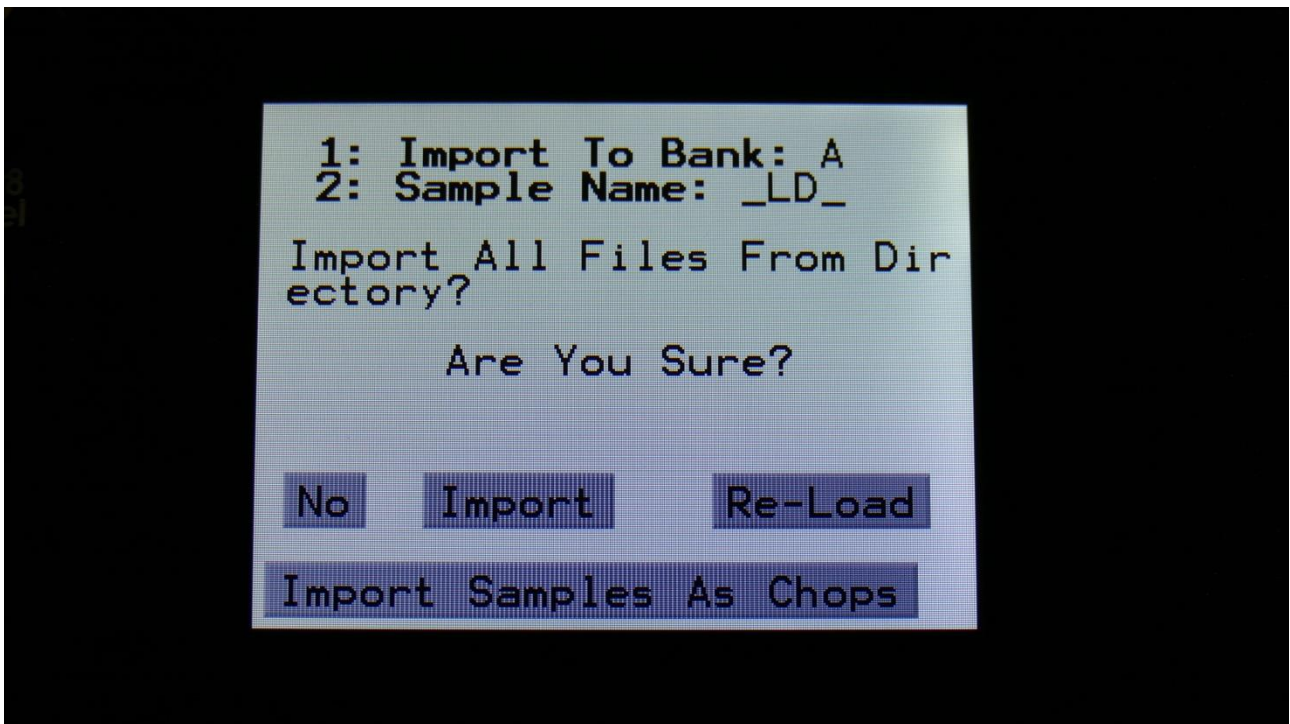 1: Import To Bank: A
2: Sample Name: _LD_
Import All Files From Dir
ectory?
Are You Sure?
No Import Re-Load
Import Samples As Chops